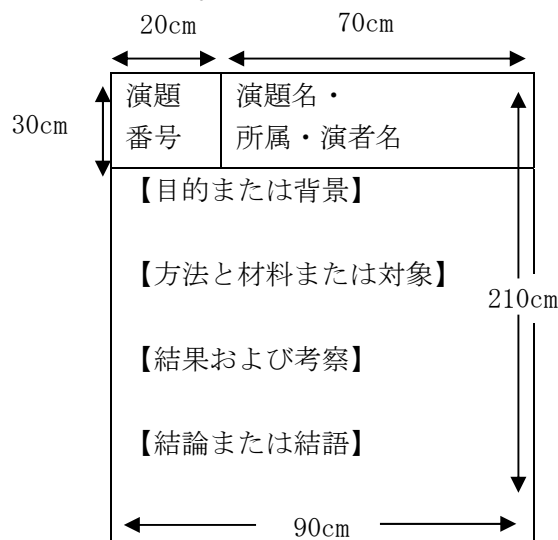 20cm
70cm
30cm
演題
番号
演題名・
所属・演者名
【目的または背景】
【方法と材料または対象】
210cm
【結果および考察】
【結論または結語】
90cm